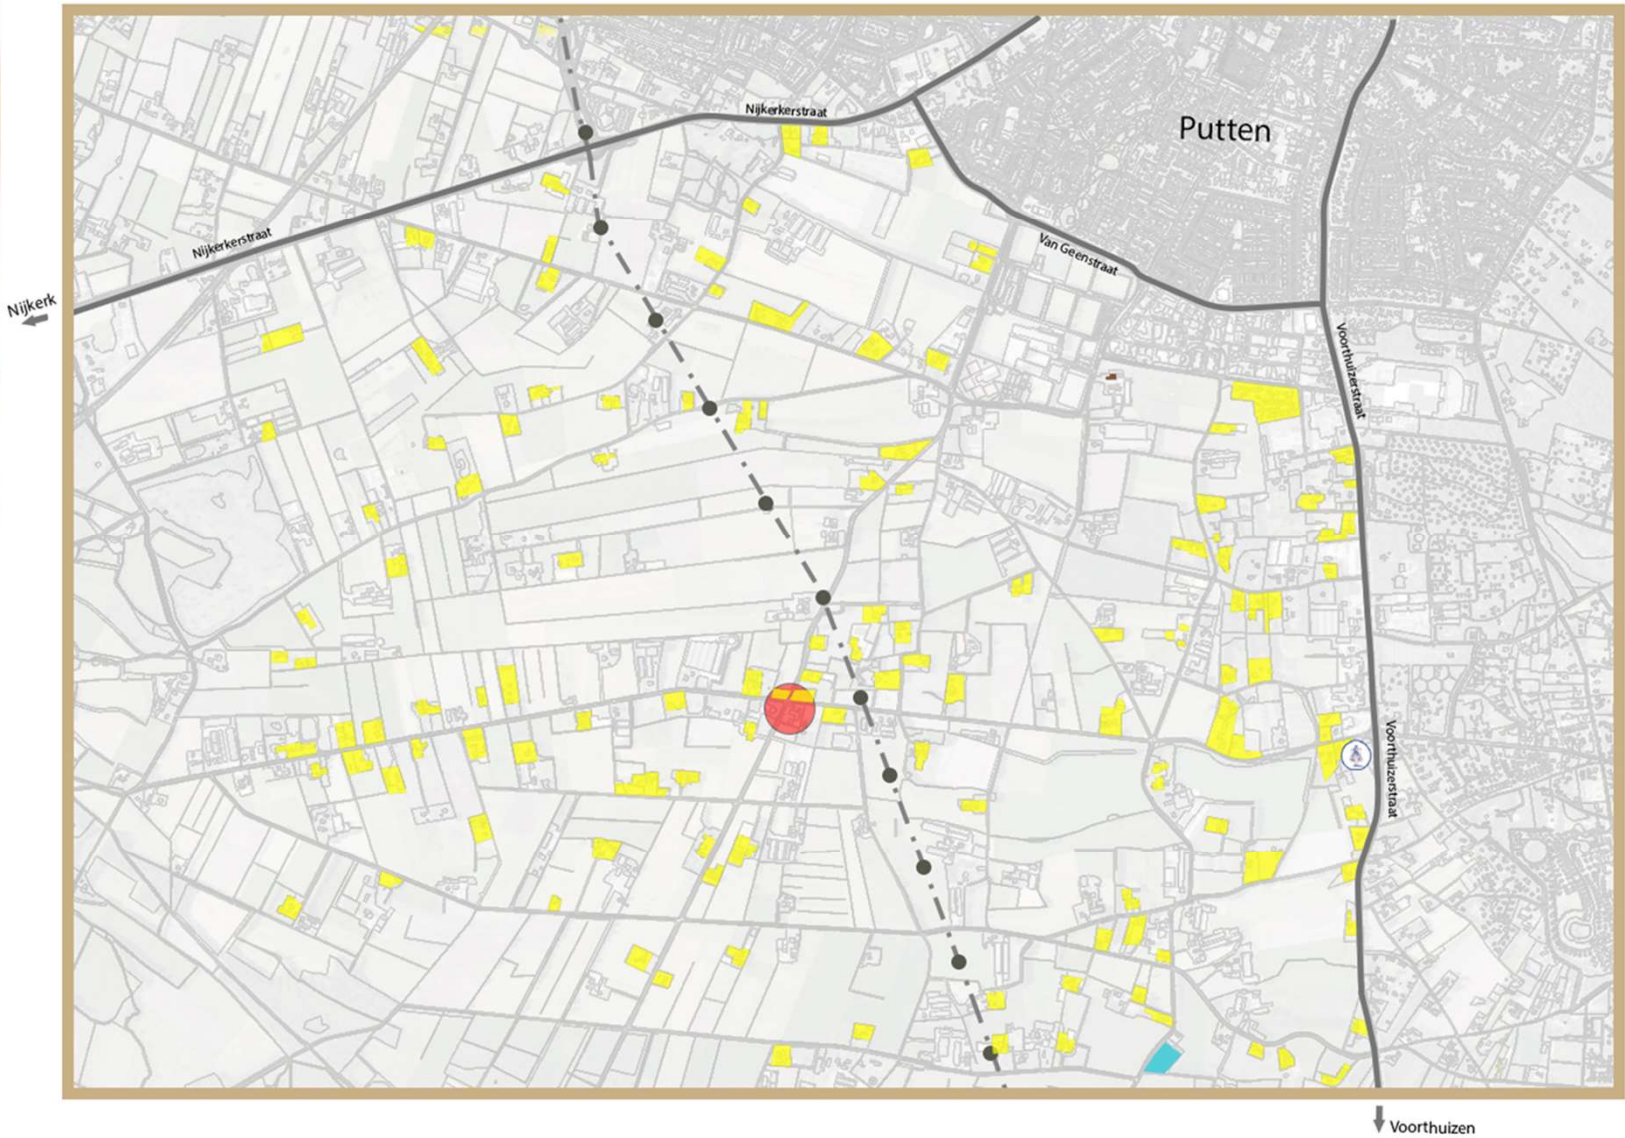 Nijkerkerstraat
Putten
Nijkerkerstraat
Van Geenstraat
Nijkerk
Voorthuizerstraat
Voorthuizerstraat
Voorthuizen